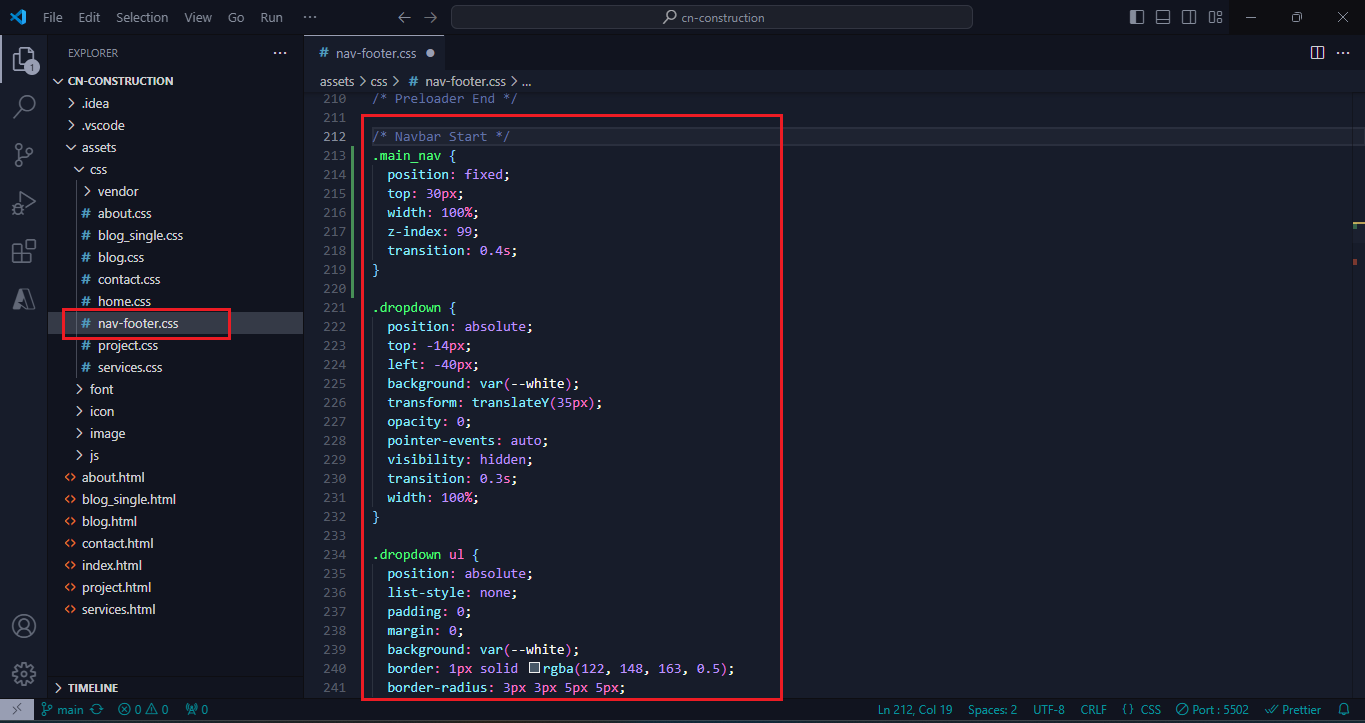 File Edit Selection View Go Run ···
cn-construction
EXPLORER
CN-CONSTRUCTION
.idea
.vscode
assets
css
vendor
# about.css
# blog_single.css
# blog.css
# contact.css
# home.css
# nav-footer.css
# project.css
# services.css
font
icon
image
js
<> about.html
<> blog_single.html
<> blog.html
<> contact.html
<> index.html
<> project.html
<> services.html
TIMELINE
1
# nav-footer.css
assets > css > # nav-footer.css > ...
210 /* Preloader End */
211
212 /* Navbar Start */
213 .main_nav {
214 position: fixed;
215 top: 30px;
216 width: 100%;
217 z-index: 99;
218 transition: 0.4s;
219 }
220
221 .dropdown {
222 position: absolute;
223 top: -14px;
224 left: -40px;
225 background: var(--white);
226 transform: translateY(35px);
227 opacity: 0;
228 pointer-events: auto;
229 visibility: hidden;
230 transition: 0.3s;
231 width: 100%;
232 }
233
234 .dropdown ul {
235 position: absolute;
236 list-style: none;
237 padding: 0;
238 margin: 0;
239 background: var(--white);
240 border: 1px solid rgba(122, 148, 163, 0.5);
241 border-radius: 3px 3px 5px 5px;
main 0 0 0 Ln 212, Col 19 Spaces: 2 UTF-8 CRLF {} CSS Port : 5502 Prettier